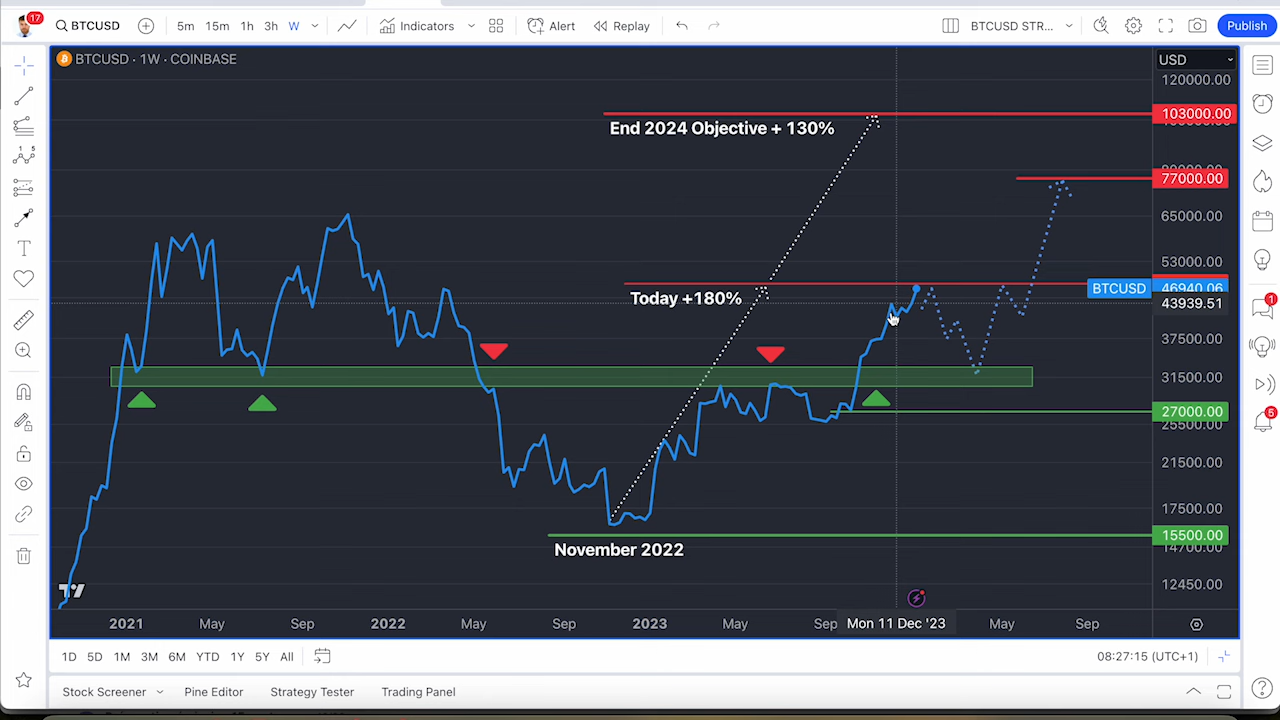 17 BTCUSD 5m 15m 1h 3h W Indicators Alert Replay BTCUSD STR... Publish
BTCUSD · 1W · COINBASE
USD
120000.00
103000.00
End 2024 Objective + 130%
77000.00
65000.00
53000.00
BTCUSD 46940.06
Today +180%
43939.51
37500.00
31500.00
27000.00
25500.00
21500.00
17500.00
15500.00
November 2022
14700.00
12450.00
2021 May Sep 2022 May Sep 2023 May Sep Mon 11 Dec '23 May Sep
1D 5D 1M 3M 6M YTD 1Y 5Y All 08:27:15 (UTC+1)
Stock Screener Pine Editor Strategy Tester Trading Panel
1
5